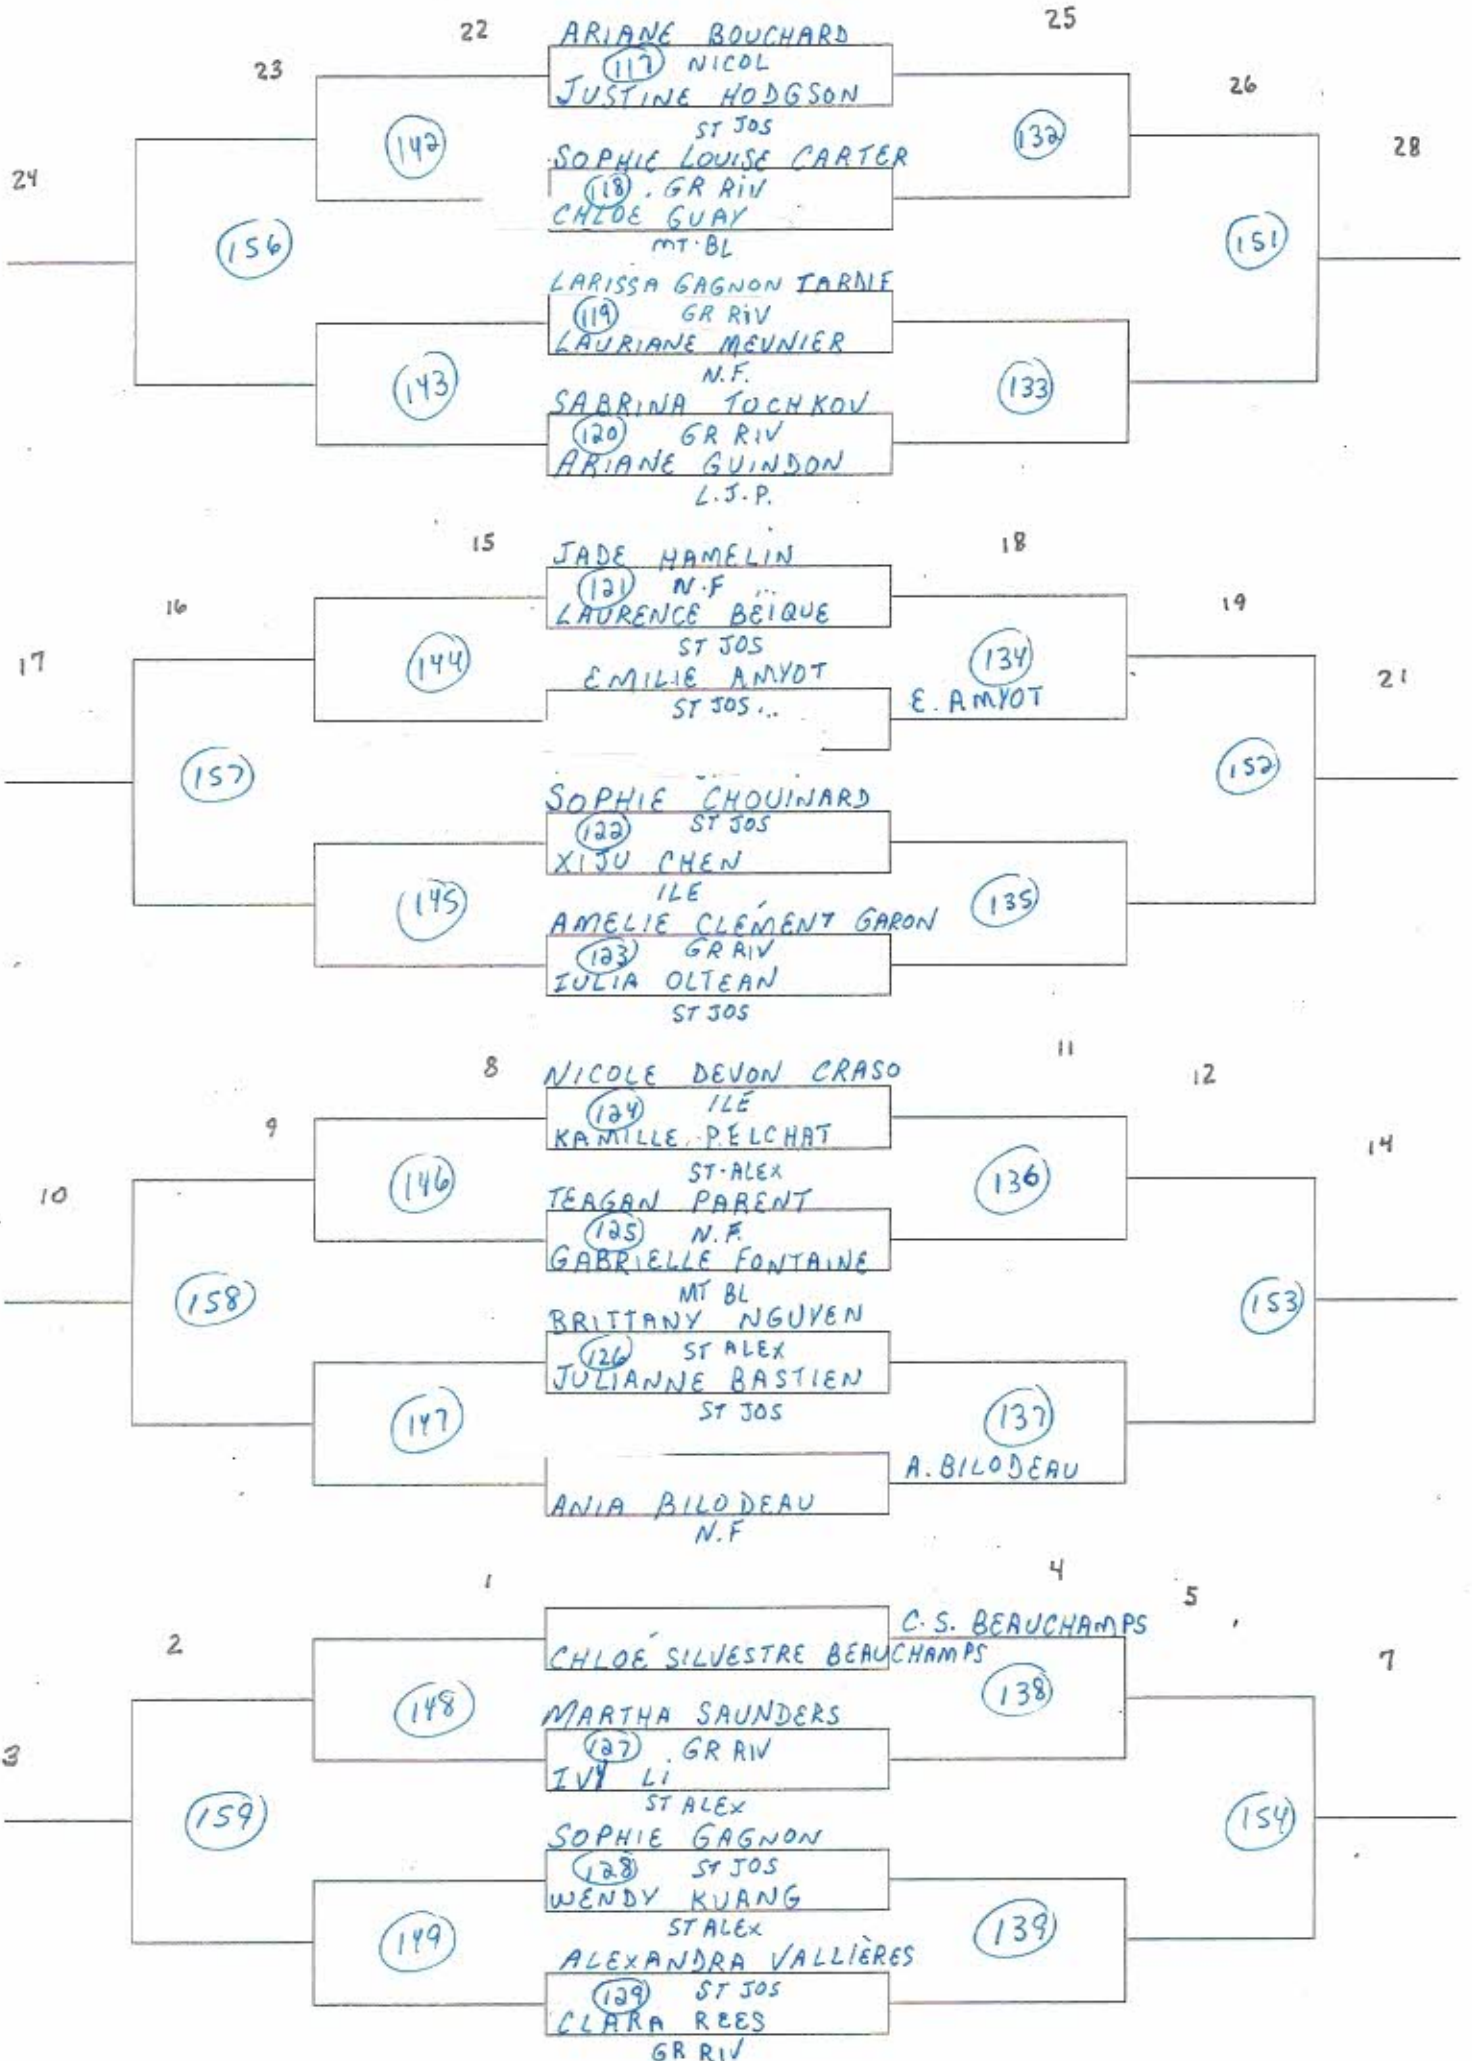 22
ARIANE BOUCHARD
25
23
117 NICOL
JUSTINE HODGSON
26
ST JOS
142
132
28
SOPHIE LOUISE CARTER
24
118 . GR RIV
CHLOE GUAY
156
MT. BL
151
LARISSA GAGNON TARDIF
119 GR RIV
LAURIANE MEUNIER
N.F.
143
133
SABRINA TOCHKOV
120 GR RIV
ARIANE GUINDON
L.J.P.
15
JADE HAMELIN
18
16
121 N.F
LAURENCE BEÏQUE
19
ST JOS
17
144
134
EMILIE AMYOT
21
ST JOS...
E. AMYOT
157
152
SOPHIE CHOUINARD
122 ST JOS
XIJU CHEN
ILE
145
135
AMELIE CLÉMENT GARON
123 GR RIV
IULIA OLTEAN
ST JOS
8
NICOLE DEVON CRASO
11
12
9
124 ILE
KAMILLE PELCHAT
14
ST-ALEX
10
146
136
TEAGAN PARENT
125 N.F.
GABRIELLE FONTAINE
MT BL
158
153
BRITTANY NGUYEN
126 ST ALEX
JULIANNE BASTIEN
ST JOS
147
137
A. BILODEAU
ANIA BILODEAU
N.F
1
4
5
C. S. BEAUCHAMPS
2
CHLOÉ SILVESTRE BEAUCHAMPS
7
148
138
MARTHA SAUNDERS
3
127 . GR RIV
IVY Li
ST ALEX
159
154
SOPHIE GAGNON
128 ST JOS
WENDY KUANG
ST ALEX
149
139
ALEXANDRA VALLIÈRES
129 ST JOS
CLARA REES
GR RIV